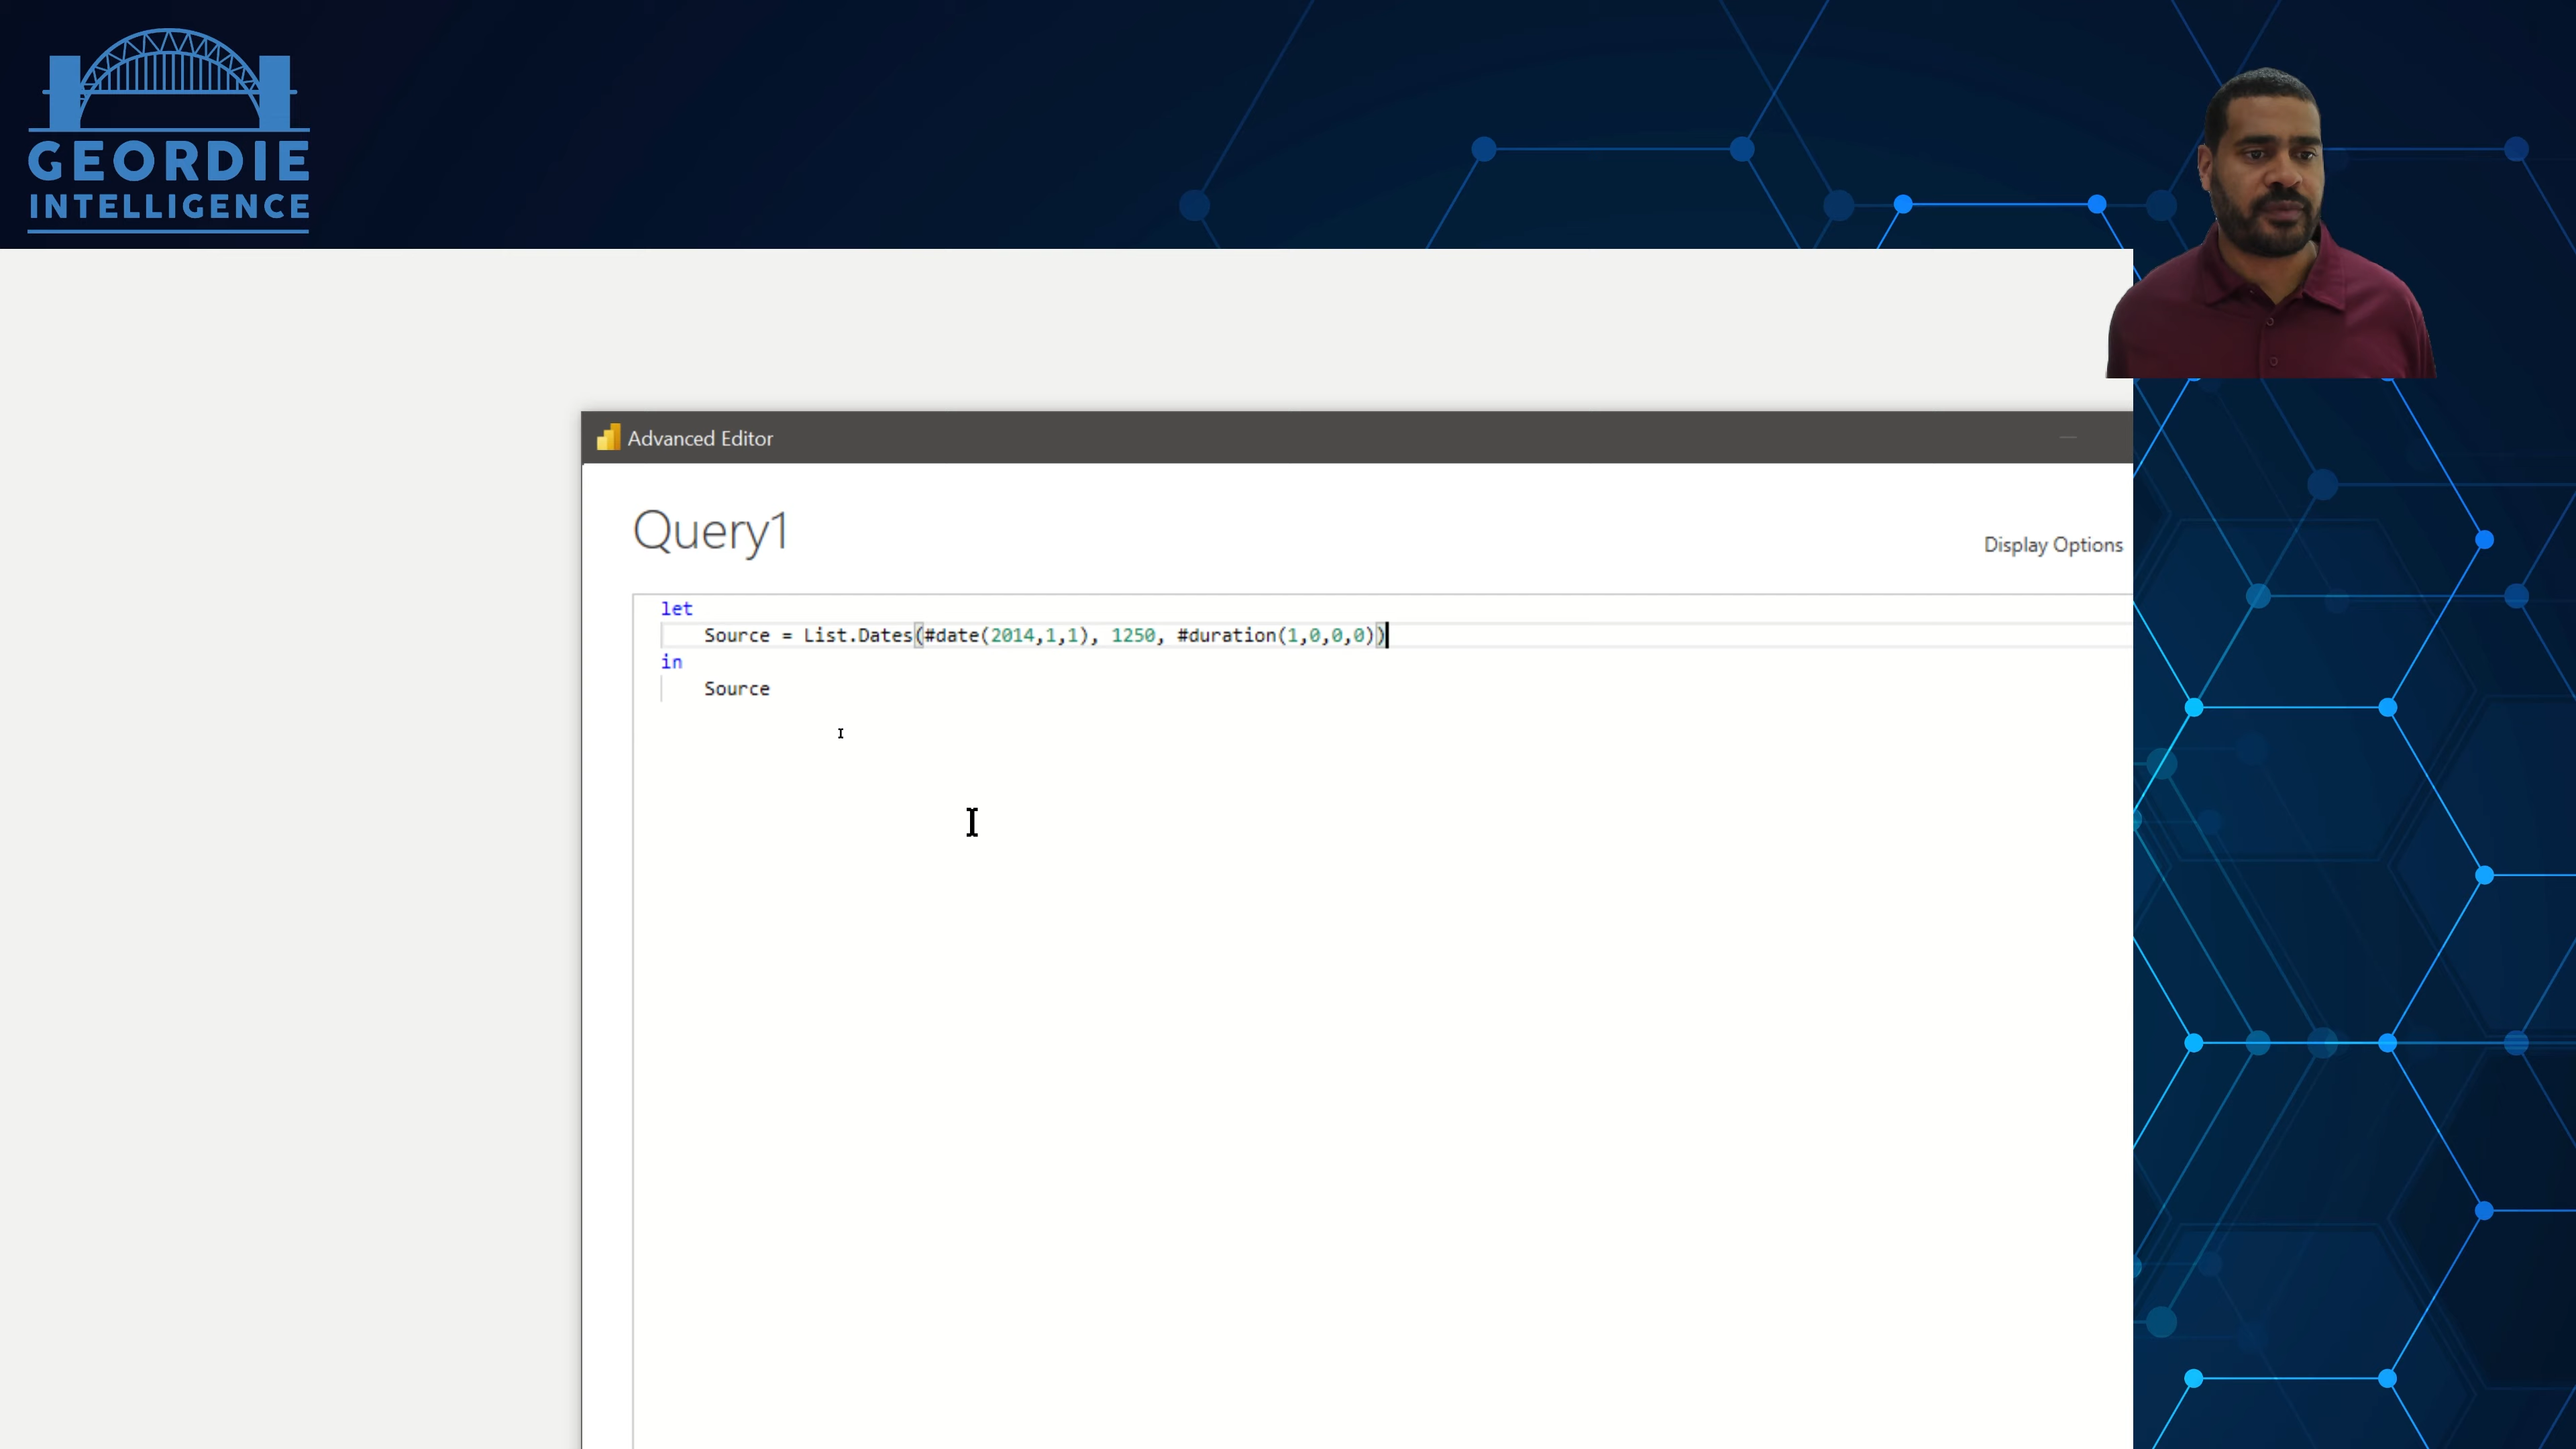 GEORDIE
INTELLIGENCE
Advanced Editor
Query1
Display Options
let
Source = List.Dates(#date(2014,1,1), 1250, #duration(1,0,0,0))
in
Source